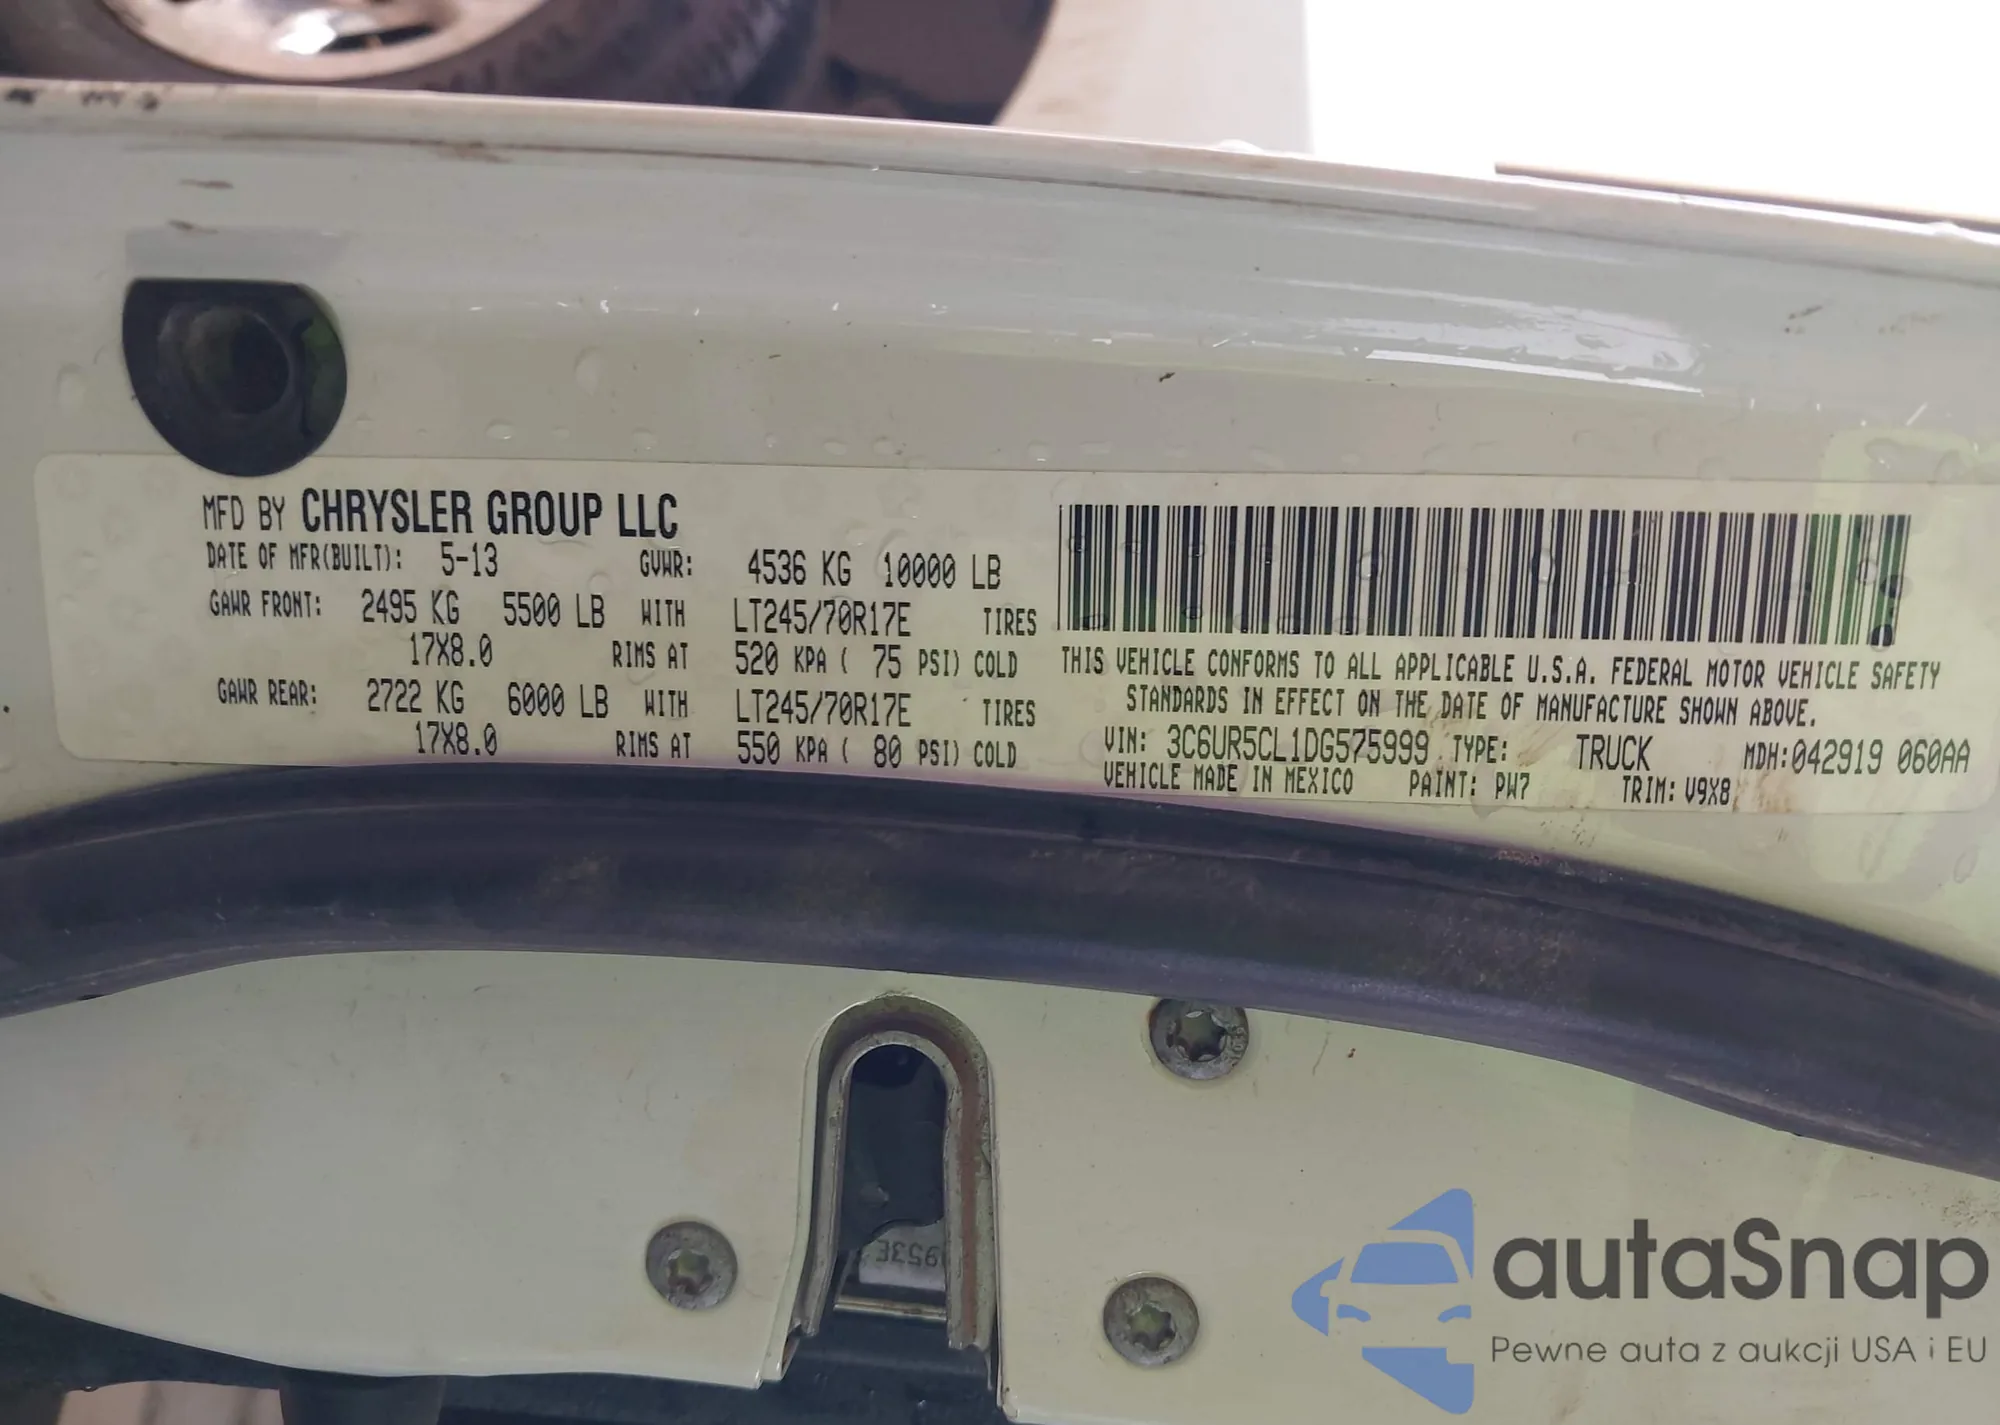 MFD BY CHRYSLER GROUP LLC
DATE OF MFR(BUILT): 5-13 GVWR: 4536 KG 10000 LB
GAWR FRONT: 2495 KG 5500 LB WITH LT245/70R17E TIRES
17X8.0 RIMS AT 520 KPA ( 75 PSI) COLD
GAWR REAR: 2722 KG 6000 LB WITH LT245/70R17E TIRES
17X8.0 RIMS AT 550 KPA ( 80 PSI) COLD
THIS VEHICLE CONFORMS TO ALL APPLICABLE U.S.A. FEDERAL MOTOR VEHICLE SAFETY
STANDARDS IN EFFECT ON THE DATE OF MANUFACTURE SHOWN ABOVE.
VIN: 3C6UR5CL1DG575999 TYPE: TRUCK MDH:042919 060AA
VEHICLE MADE IN MEXICO PAINT: PW7 TRIM: V9X8
autaSnap
Pewne auta z aukcji USA i EU